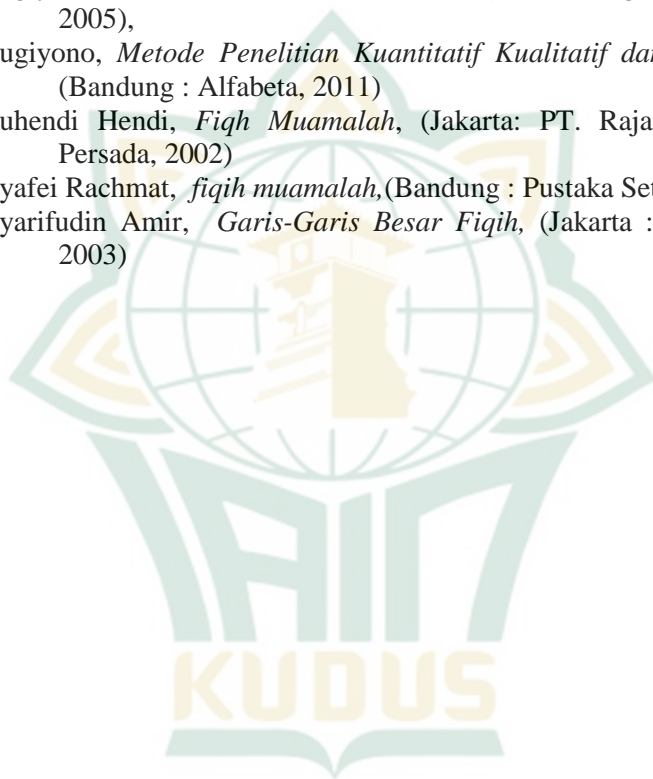 2005),
ugiyono, Metode Penelitian Kuantitatif Kualitatif dan
(Bandung : Alfabeta, 2011)
uhendi Hendi, Fiqh Muamalah, (Jakarta: PT. Raja
Persada, 2002)
yafei Rachmat, fiqih muamalah,(Bandung : Pustaka Set
yarifudin Amir, Garis-Garis Besar Fiqih, (Jakarta :
2003)
IAIN
KUDUS